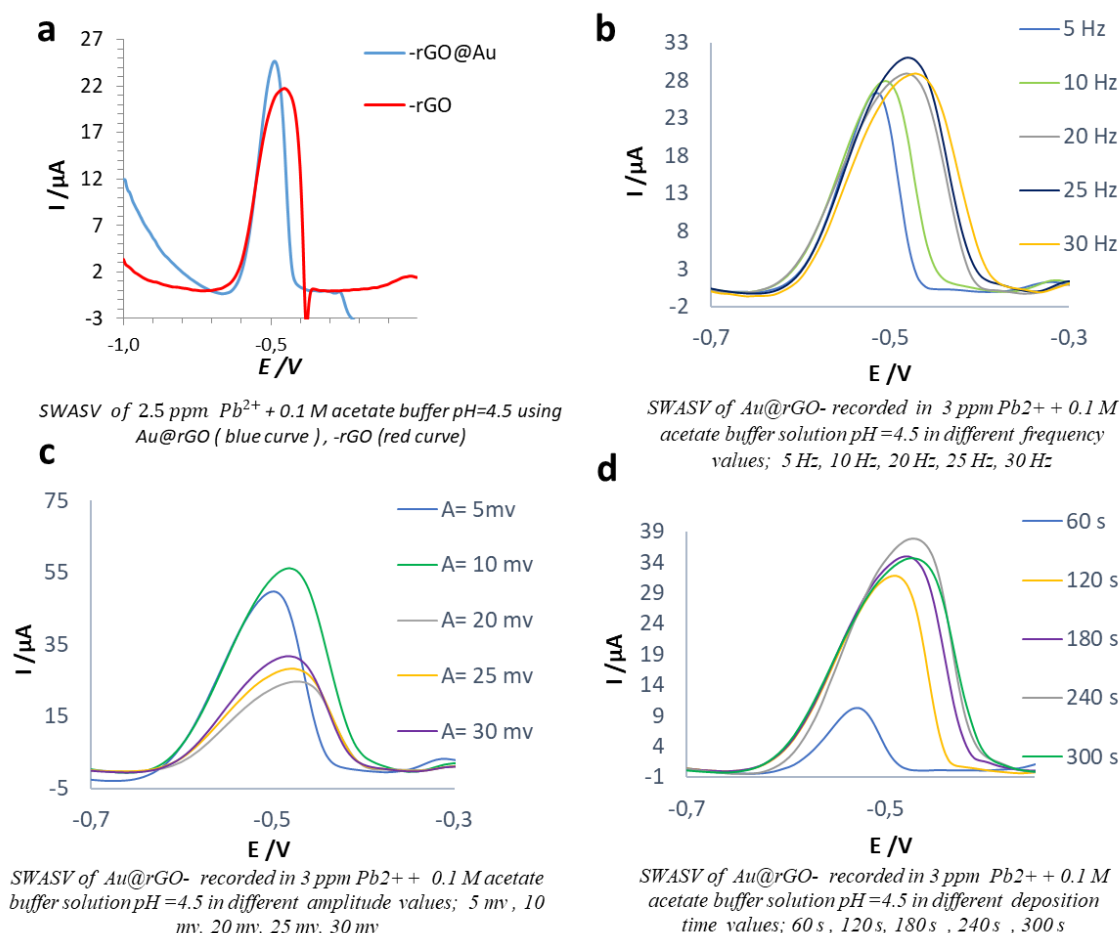 a
27
22
17
12
7
2
-3
I /µA
-1,0
-0,5
E /V
-rGO@Au
-rGO
SWASV of 2.5 ppm Pb²⁺ + 0.1 M acetate buffer pH=4.5 using
Au@rGO ( blue curve ) , -rGO (red curve)
b
33
28
23
18
13
8
3
-2
I /µA
-0,7
-0,5
-0,3
E /V
5 Hz
10 Hz
20 Hz
25 Hz
30 Hz
SWASV of Au@rGO- recorded in 3 ppm Pb2+ + 0.1 M
acetate buffer solution pH =4.5 in different frequency
values; 5 Hz, 10 Hz, 20 Hz, 25 Hz, 30 Hz
c
75
55
35
15
-5
I /µA
-0,7
-0,5
-0,3
E /V
A= 5mv
A= 10 mv
A= 20 mv
A= 25 mv
A= 30 mv
SWASV of Au@rGO- recorded in 3 ppm Pb2+ + 0.1 M acetate
buffer solution pH =4.5 in different amplitude values; 5 mv , 10
mv, 20 mv, 25 mv, 30 mv
d
39
34
29
24
19
14
9
4
-1
I /µA
-0,7
-0,5
E /V
60 s
120 s
180 s
240 s
300 s
SWASV of Au@rGO- recorded in 3 ppm Pb2+ + 0.1 M
acetate buffer solution pH =4.5 in different deposition
time values; 60 s , 120 s, 180 s , 240 s , 300 s